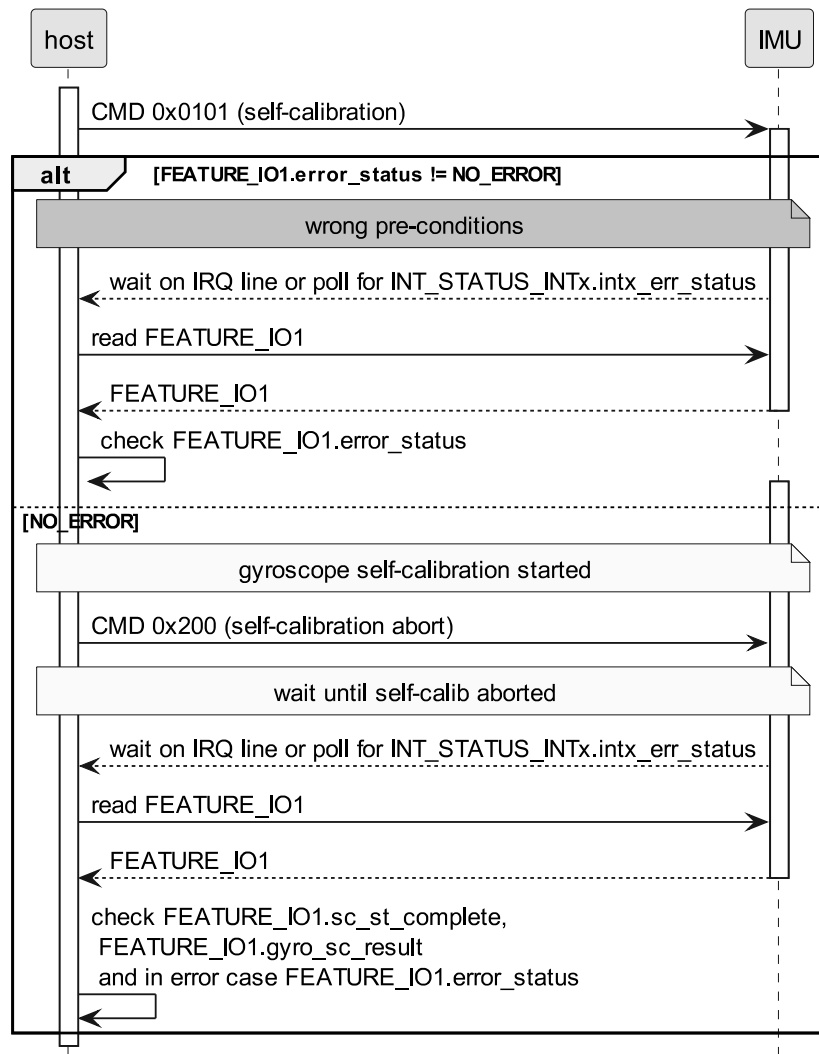 host
IMU
CMD 0x0101 (self-calibration)
alt
[FEATURE_IO1.error_status != NO_ERROR]
wrong pre-conditions
wait on IRQ line or poll for INT_STATUS_INTx.intx_err_status
read FEATURE_IO1
FEATURE_IO1
check FEATURE_IO1.error_status
[NO_ERROR]
gyroscope self-calibration started
CMD 0x200 (self-calibration abort)
wait until self-calib aborted
wait on IRQ line or poll for INT_STATUS_INTx.intx_err_status
read FEATURE_IO1
FEATURE_IO1
check FEATURE_IO1.sc_st_complete,
FEATURE_IO1.gyro_sc_result
and in error case FEATURE_IO1.error_status